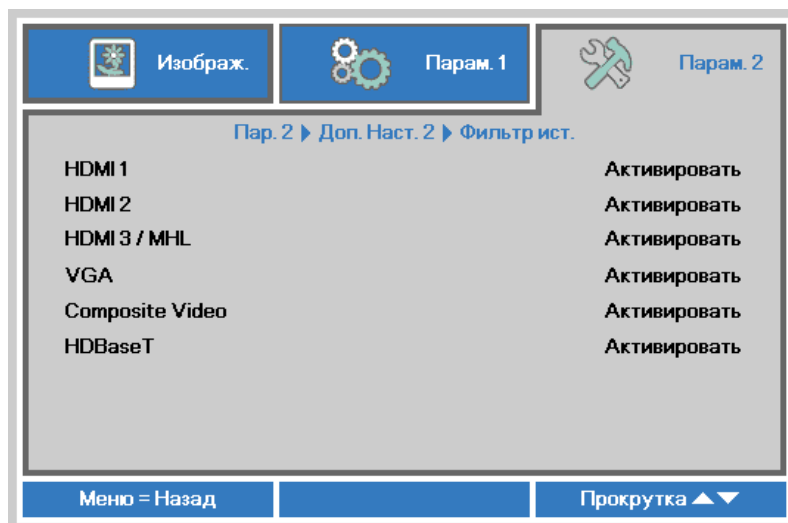 Изображ. Парам. 1 Парам. 2
Пар. 2 ▶ Доп. Наст. 2 ▶ Фильтр ист.
HDMI 1 Активировать
HDMI 2 Активировать
HDMI 3 / MHL Активировать
VGA Активировать
Composite Video Активировать
HDBaseT Активировать
Меню = Назад Прокрутка ▲▼